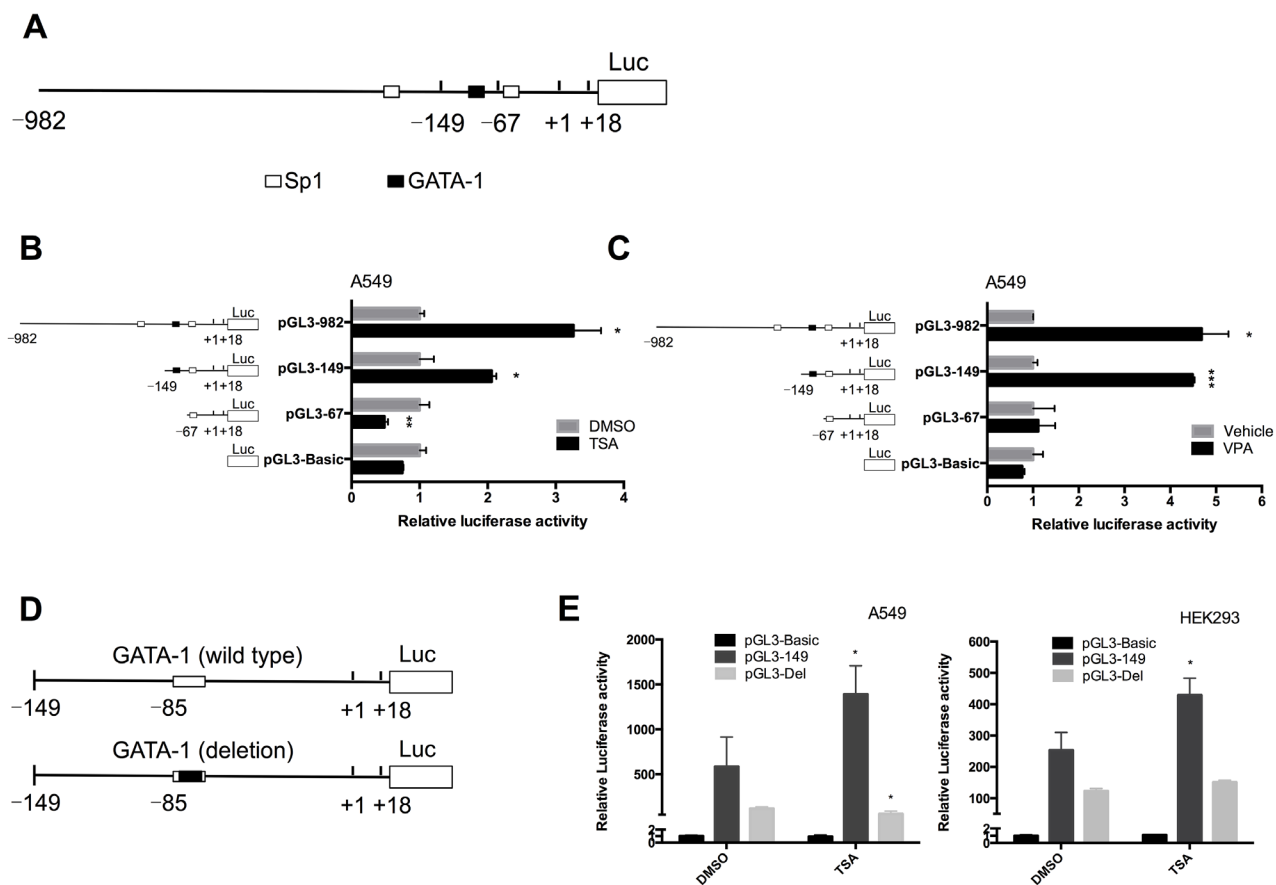 A
Luc
−982
−149 −67 +1 +18
Sp1 GATA-1
B
A549
Luc
pGL3-982
−982 +1+18
Luc
pGL3-149
−149 +1+18
Luc
pGL3-67
−67 +1+18
Luc
pGL3-Basic
DMSO
TSA
*
*
**
0 1 2 3 4
Relative luciferase activity
C
A549
Luc
pGL3-982
−982 +1+18
Luc
pGL3-149
−149 +1+18
Luc
pGL3-67
−67 +1+18
Luc
pGL3-Basic
Vehicle
VPA
*
***
0 1 2 3 4 5 6
Relative luciferase activity
D
GATA-1 (wild type) Luc
−149 −85 +1 +18
GATA-1 (deletion) Luc
−149 −85 +1 +18
E
A549
pGL3-Basic
pGL3-149
pGL3-Del
Relative Luciferase activity
2000
1500
1000
500
2
1
0
*
*
DMSO TSA
HEK293
pGL3-Basic
pGL3-149
pGL3-Del
Relative Luciferase activity
600
500
400
300
200
100
2
1
0
*
DMSO TSA